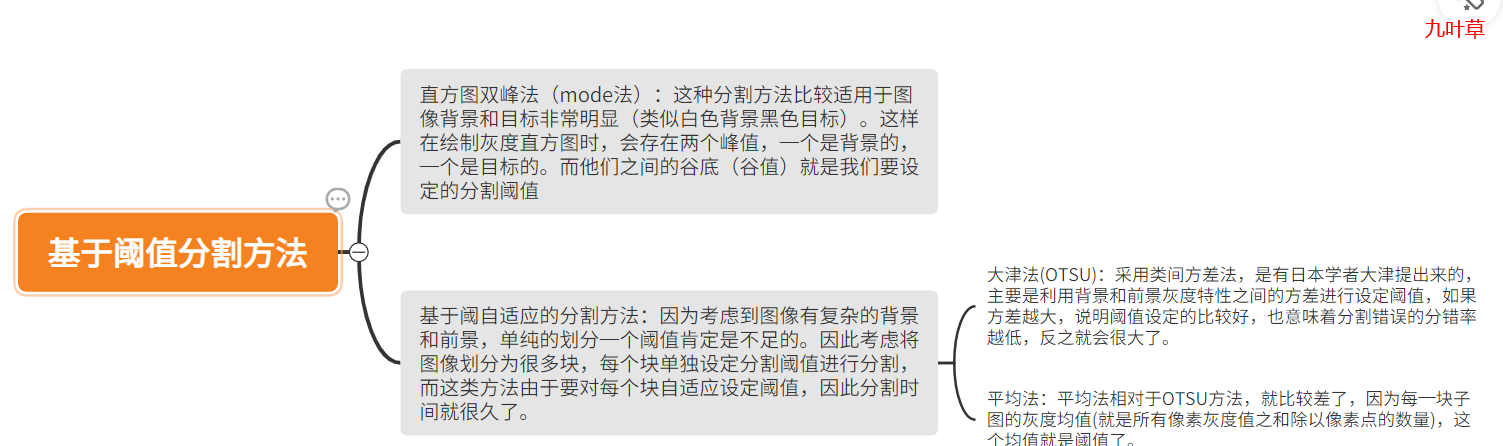 九叶草
直方图双峰法（mode法）：这种分割方法比较适用于图
像背景和目标非常明显（类似白色背景黑色目标）。这样
在绘制灰度直方图时，会存在两个峰值，一个是背景的，
一个是目标的。而他们之间的谷底（谷值）就是我们要设
定的分割阈值
基于阈值分割方法
基于阈自适应的分割方法：因为考虑到图像有复杂的背景
和前景，单纯的划分一个阈值肯定是不足的。因此考虑将
图像划分为很多块，每个块单独设定分割阈值进行分割，
而这类方法由于要对每个块自适应设定阈值，因此分割时
间就很久了。
大津法(OTSU)：采用类间方差法，是有日本学者大津提出来的，
主要是利用背景和前景灰度特性之间的方差进行设定阈值，如果
方差越大，说明阈值设定的比较好，也意味着分割错误的分错率
越低，反之就会很大了。
平均法：平均法相对于OTSU方法，就比较差了，因为每一块子
图的灰度均值(就是所有像素灰度值之和除以像素点的数量)，这
个均值就是阈值了。